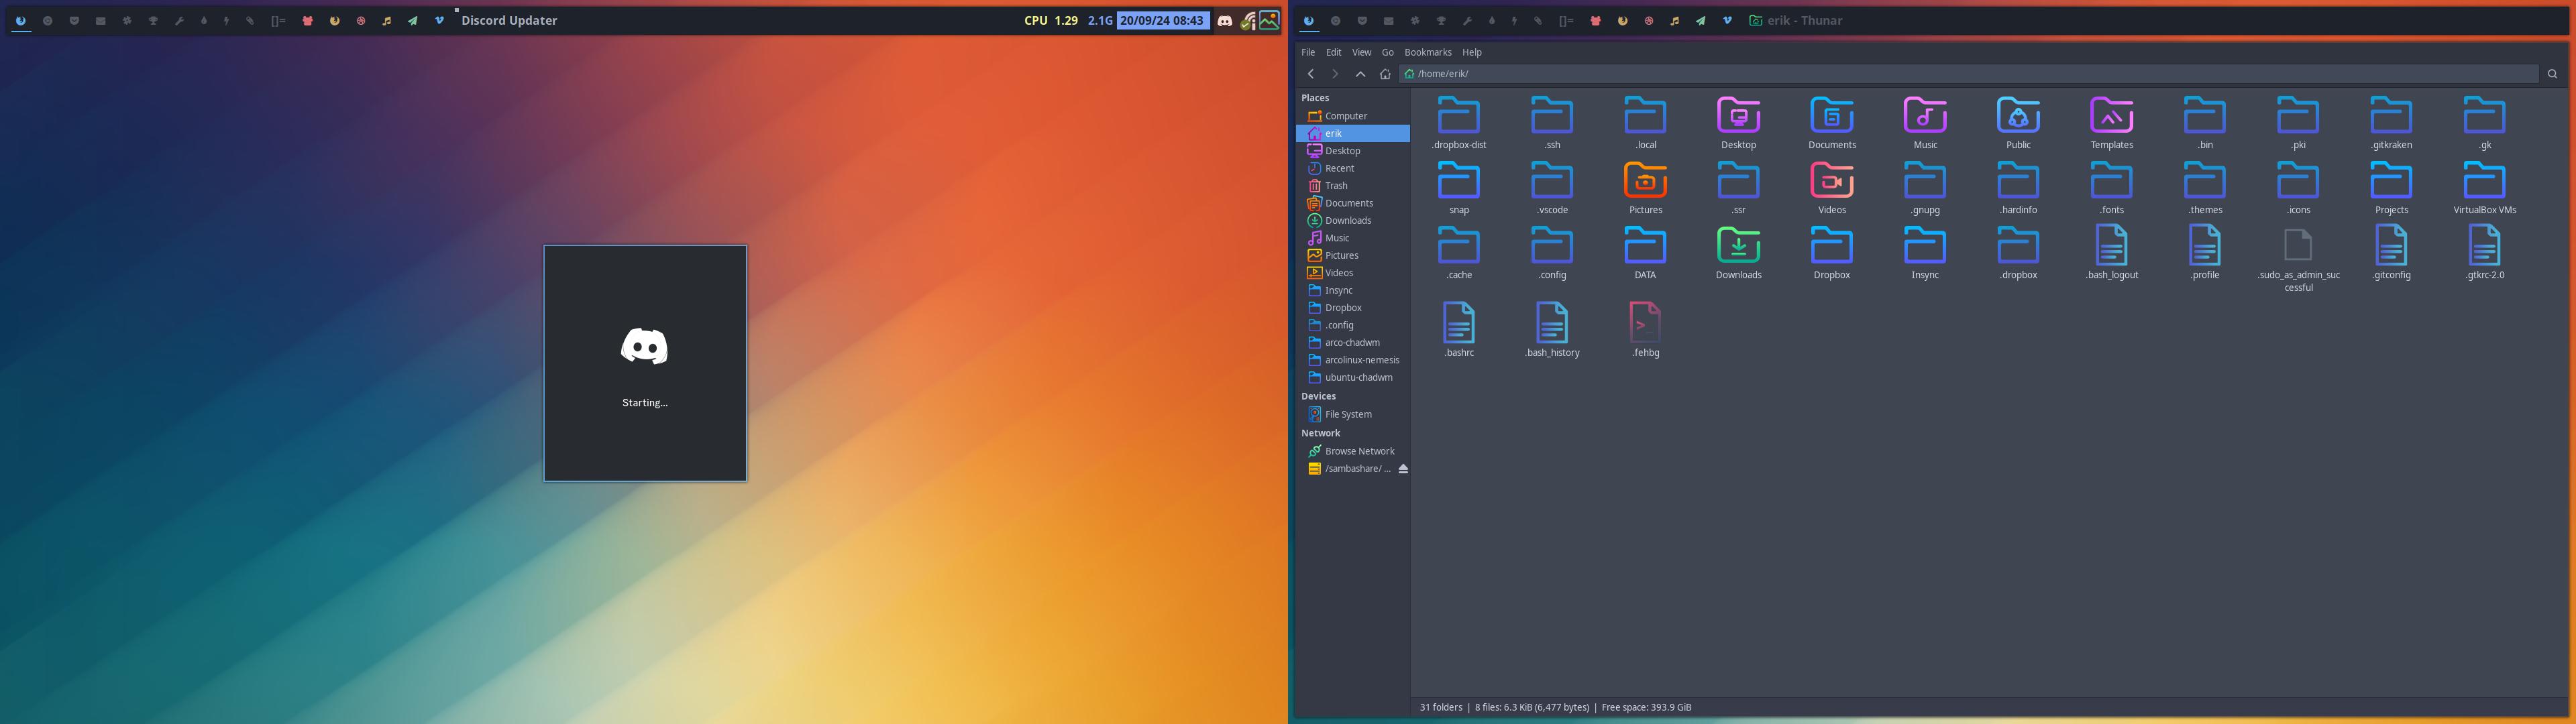 []=
Discord Updater
CPU 1.29 2.1G 20/09/24 08:43
Starting...
[]=
erik - Thunar
File Edit View Go Bookmarks Help
/home/erik/
Places
Computer
erik
Desktop
Recent
Trash
Documents
Downloads
Music
Pictures
Videos
Insync
Dropbox
.config
arco-chadwm
arcolinux-nemesis
ubuntu-chadwm
Devices
File System
Network
Browse Network
/sambashare/ ...
.dropbox-dist .ssh .local Desktop Documents Music Public Templates .bin .pki .gitkraken .gk
snap .vscode Pictures .ssr Videos .gnupg .hardinfo .fonts .themes .icons Projects VirtualBox VMs
.cache .config DATA Downloads Dropbox Insync .dropbox .bash_logout .profile .sudo_as_admin_suc .gitconfig .gtkrc-2.0
cessful
.bashrc .bash_history .fehbg
31 folders | 8 files: 6.3 KiB (6,477 bytes) | Free space: 393.9 GiB